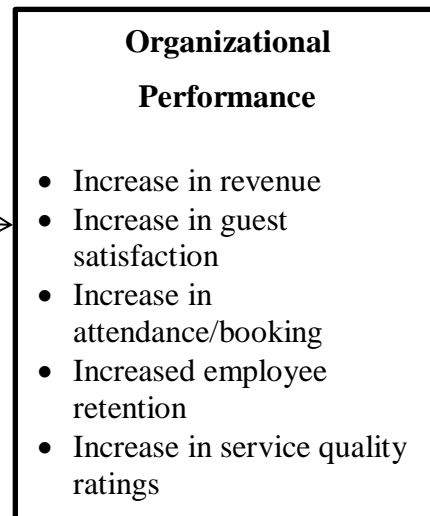 Organizational
Performance
• Increase in revenue
• Increase in guest
satisfaction
• Increase in
attendance/booking
• Increased employee
retention
• Increase in service quality
ratings